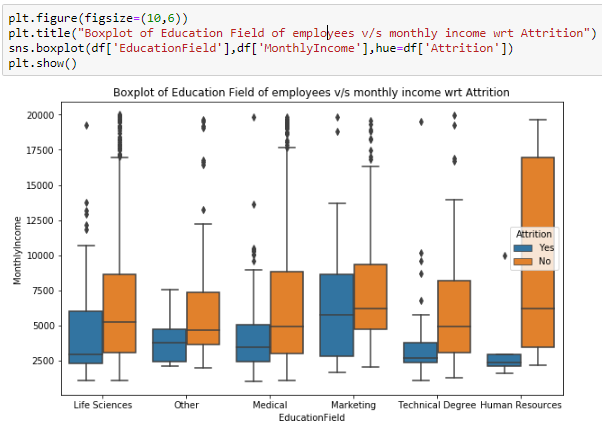 plt.figure(figsize=(10,6))
plt.title("Boxplot of Education Field of employees v/s monthly income wrt Attrition")
sns.boxplot(df['EducationField'],df['MonthlyIncome'],hue=df['Attrition'])
plt.show()
Boxplot of Education Field of employees v/s monthly income wrt Attrition
20000
17500
15000
12500
10000
7500
5000
2500
MonthlyIncome
Attrition
Yes
No
Life Sciences Other Medical Marketing Technical Degree Human Resources
EducationField